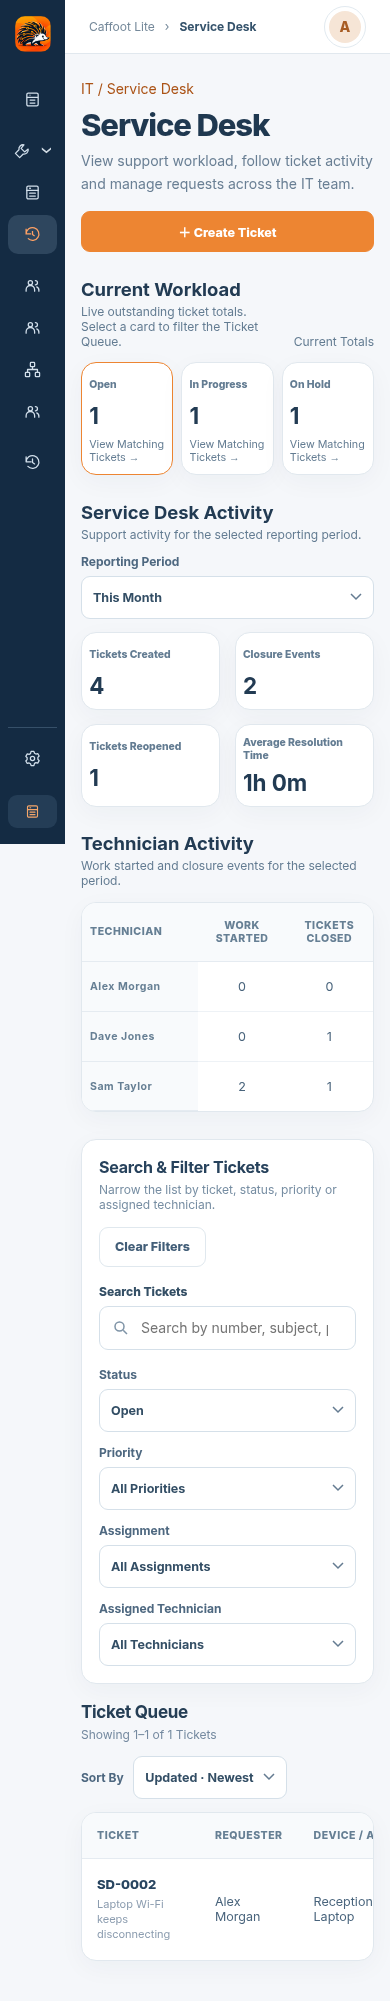 Caffoot Lite › Service Desk
A
IT / Service Desk
Service Desk
View support workload, follow ticket activity
and manage requests across the IT team.
+ Create Ticket
Current Workload
Live outstanding ticket totals.
Select a card to filter the Ticket
Queue.
Current Totals
Open
1
View Matching
Tickets →
In Progress
1
View Matching
Tickets →
On Hold
1
View Matching
Tickets →
Service Desk Activity
Support activity for the selected reporting period.
Reporting Period
This Month
Tickets Created
4
Closure Events
2
Tickets Reopened
1
Average Resolution
Time
1h 0m
Technician Activity
Work started and closure events for the selected
period.
TECHNICIAN WORK STARTED TICKETS CLOSED
Alex Morgan 0 0
Dave Jones 0 1
Sam Taylor 2 1
Search & Filter Tickets
Narrow the list by ticket, status, priority or
assigned technician.
Clear Filters
Search Tickets
Search by number, subject,
Status
Open
Priority
All Priorities
Assignment
All Assignments
Assigned Technician
All Technicians
Ticket Queue
Showing 1–1 of 1 Tickets
Sort By Updated · Newest
TICKET REQUESTER DEVICE / A
SD-0002
Laptop Wi-Fi
keeps
disconnecting
Alex
Morgan
Reception
Laptop